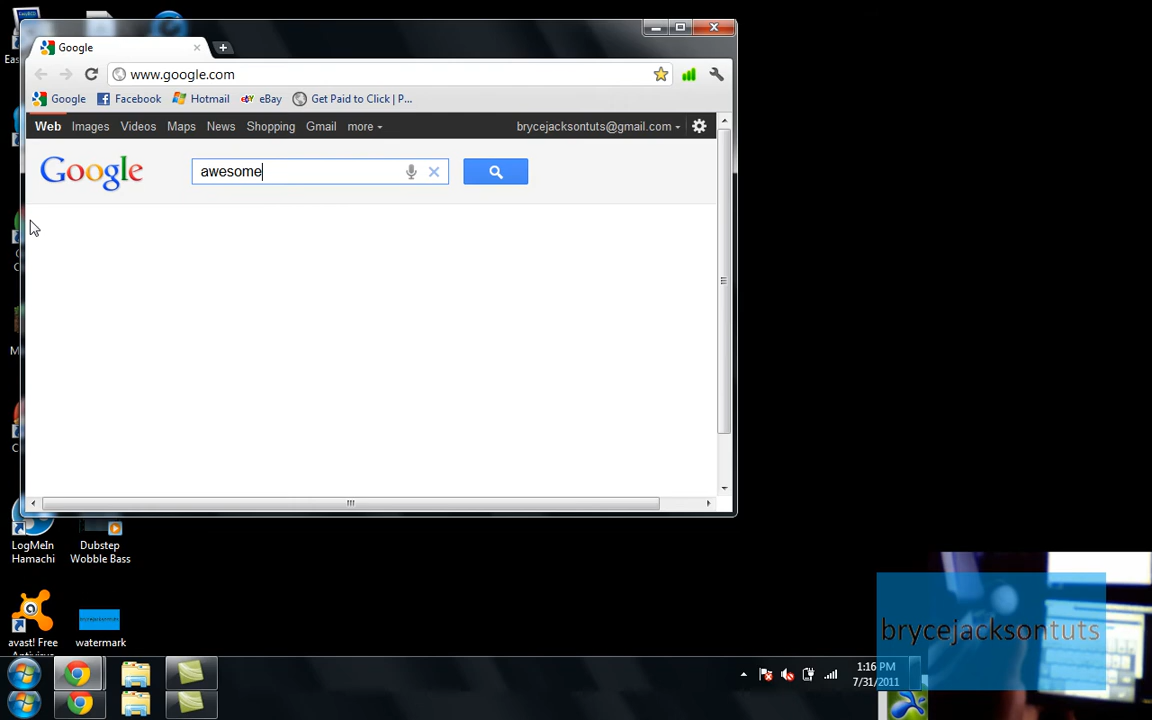 Google
www.google.com
Google Facebook Hotmail eBay Get Paid to Click | P...
Web Images Videos Maps News Shopping Gmail more brycejacksontuts@gmail.com
Google awesome
LogMeIn Hamachi
Dubstep Wobble Bass
avast! Free
watermark
brycejacksontuts
1:16 PM
7/31/2011